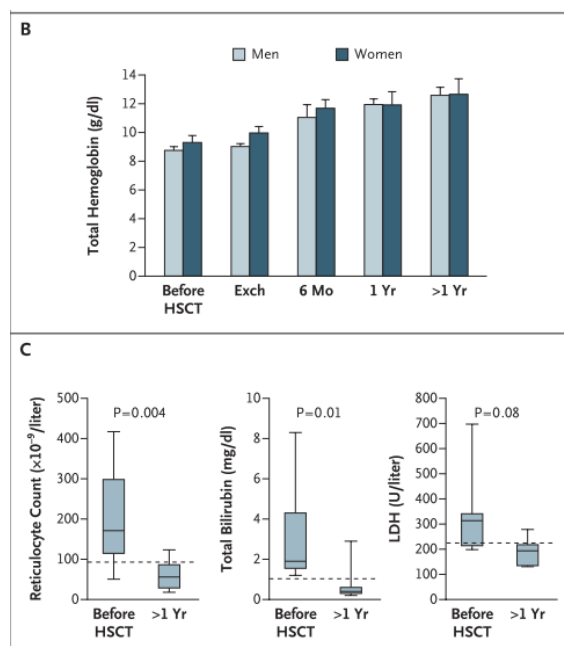 B
Men Women
Total Hemoglobin (g/dl)
14
12
10
8
6
4
2
0
Before HSCT Exch 6 Mo 1 Yr >1 Yr
C
Reticulocyte Count (×10⁻⁹/liter)
500
400
300
200
100
0
P=0.004
Before HSCT >1 Yr
Total Bilirubin (mg/dl)
10
8
6
4
2
0
P=0.01
Before HSCT >1 Yr
LDH (U/liter)
800
700
600
500
400
300
200
100
0
P=0.08
Before HSCT >1 Yr